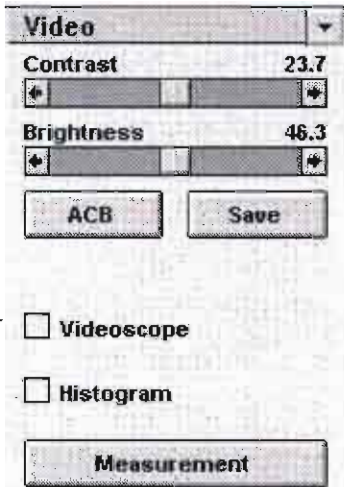 Video
Contrast 23.7
Brightness 46.3
ACB Save
Videoscope
Histogram
Measurement